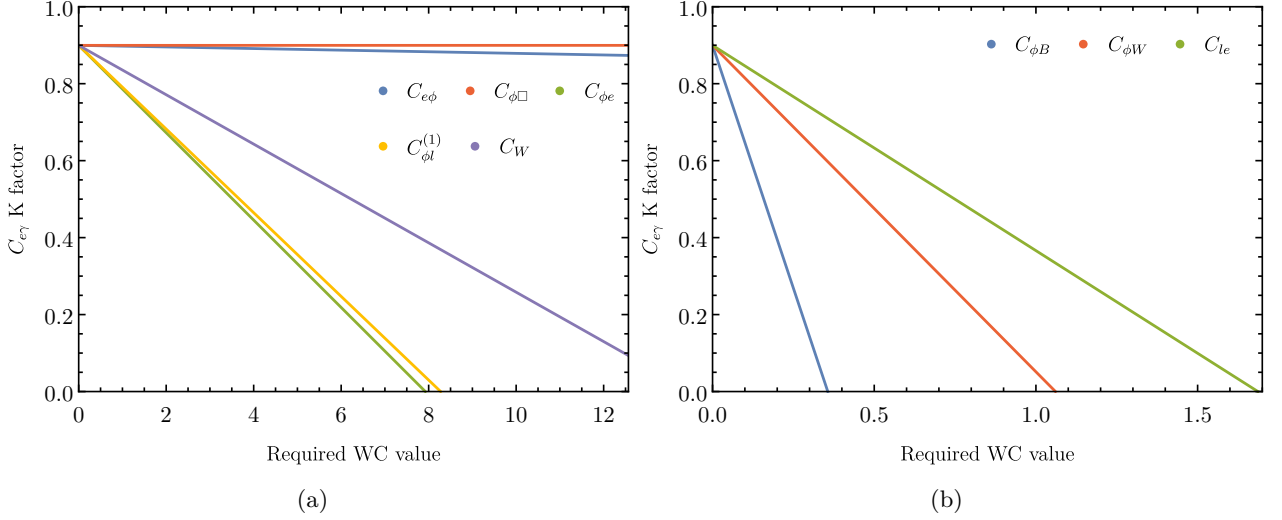 1.0
0.8
0.6
0.4
0.2
0.0
C_{eγ} K factor
C_{eϕ} C_{ϕ□} C_{ϕe}
C_{ϕl}^{(1)} C_W
0 2 4 6 8 10 12
Required WC value
(a)
1.0
0.8
0.6
0.4
0.2
0.0
C_{eγ} K factor
C_{ϕB} C_{ϕW} C_{le}
0.0 0.5 1.0 1.5
Required WC value
(b)